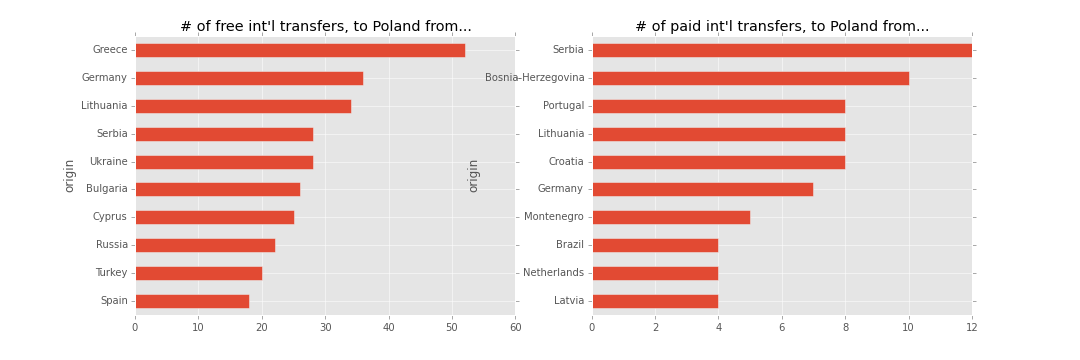 # of free int'l transfers, to Poland from...
Greece
Germany
Lithuania
Serbia
Ukraine
Bulgaria
Cyprus
Russia
Turkey
Spain
origin
0 10 20 30 40 50 60
# of paid int'l transfers, to Poland from...
Serbia
Bosnia-Herzegovina
Portugal
Lithuania
Croatia
Germany
Montenegro
Brazil
Netherlands
Latvia
origin
0 2 4 6 8 10 12